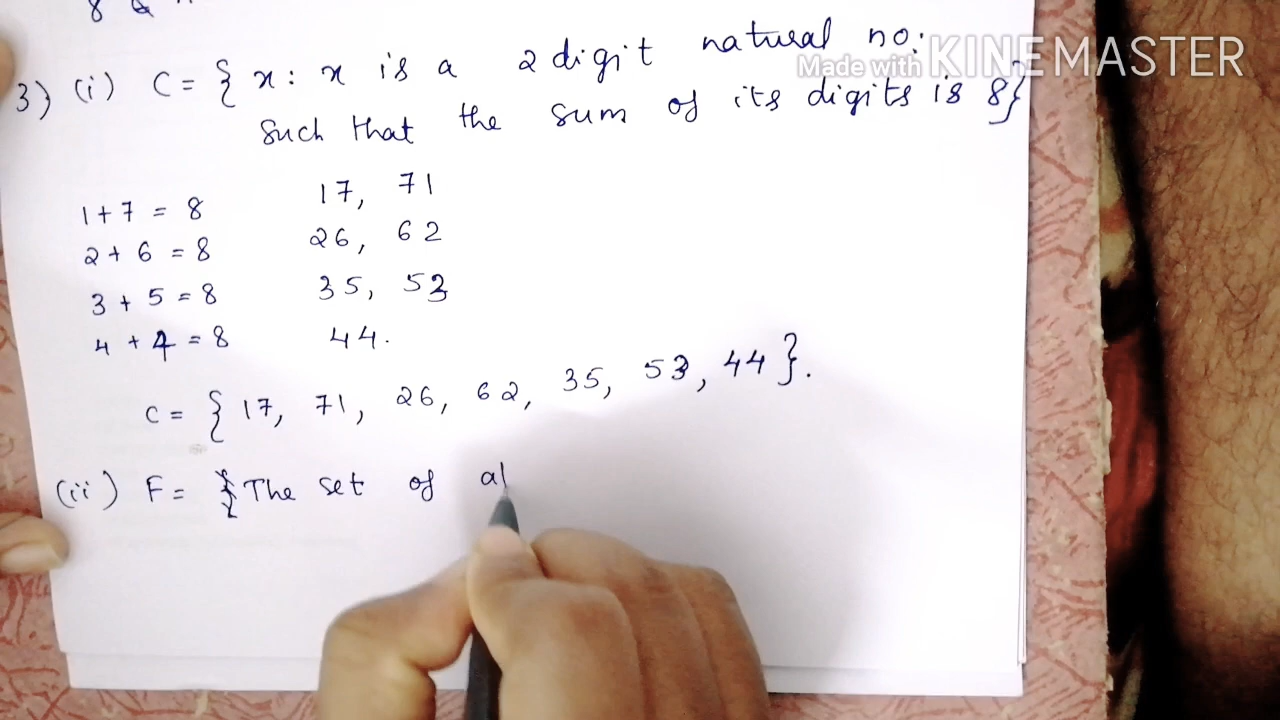 8 &
3) (i) C = { x : x is a 2 digit natural no:
Made with KINEMASTER
such that the sum of its digits is 8}
1 + 7 = 8 17, 71
2 + 6 = 8 26, 62
3 + 5 = 8 35, 53
4 + 4 = 8 44.
C = { 17, 71, 26, 62, 35, 53, 44 }.
(ii) F = { The set of al